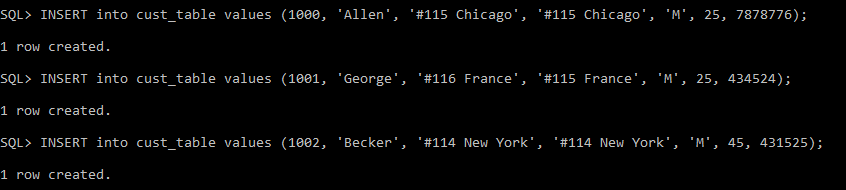 SQL> INSERT into cust_table values (1000, 'Allen', '#115 Chicago', '#115 Chicago', 'M', 25, 7878776);
1 row created.
SQL> INSERT into cust_table values (1001, 'George', '#116 France', '#115 France', 'M', 25, 434524);
1 row created.
SQL> INSERT into cust_table values (1002, 'Becker', '#114 New York', '#114 New York', 'M', 45, 431525);
1 row created.